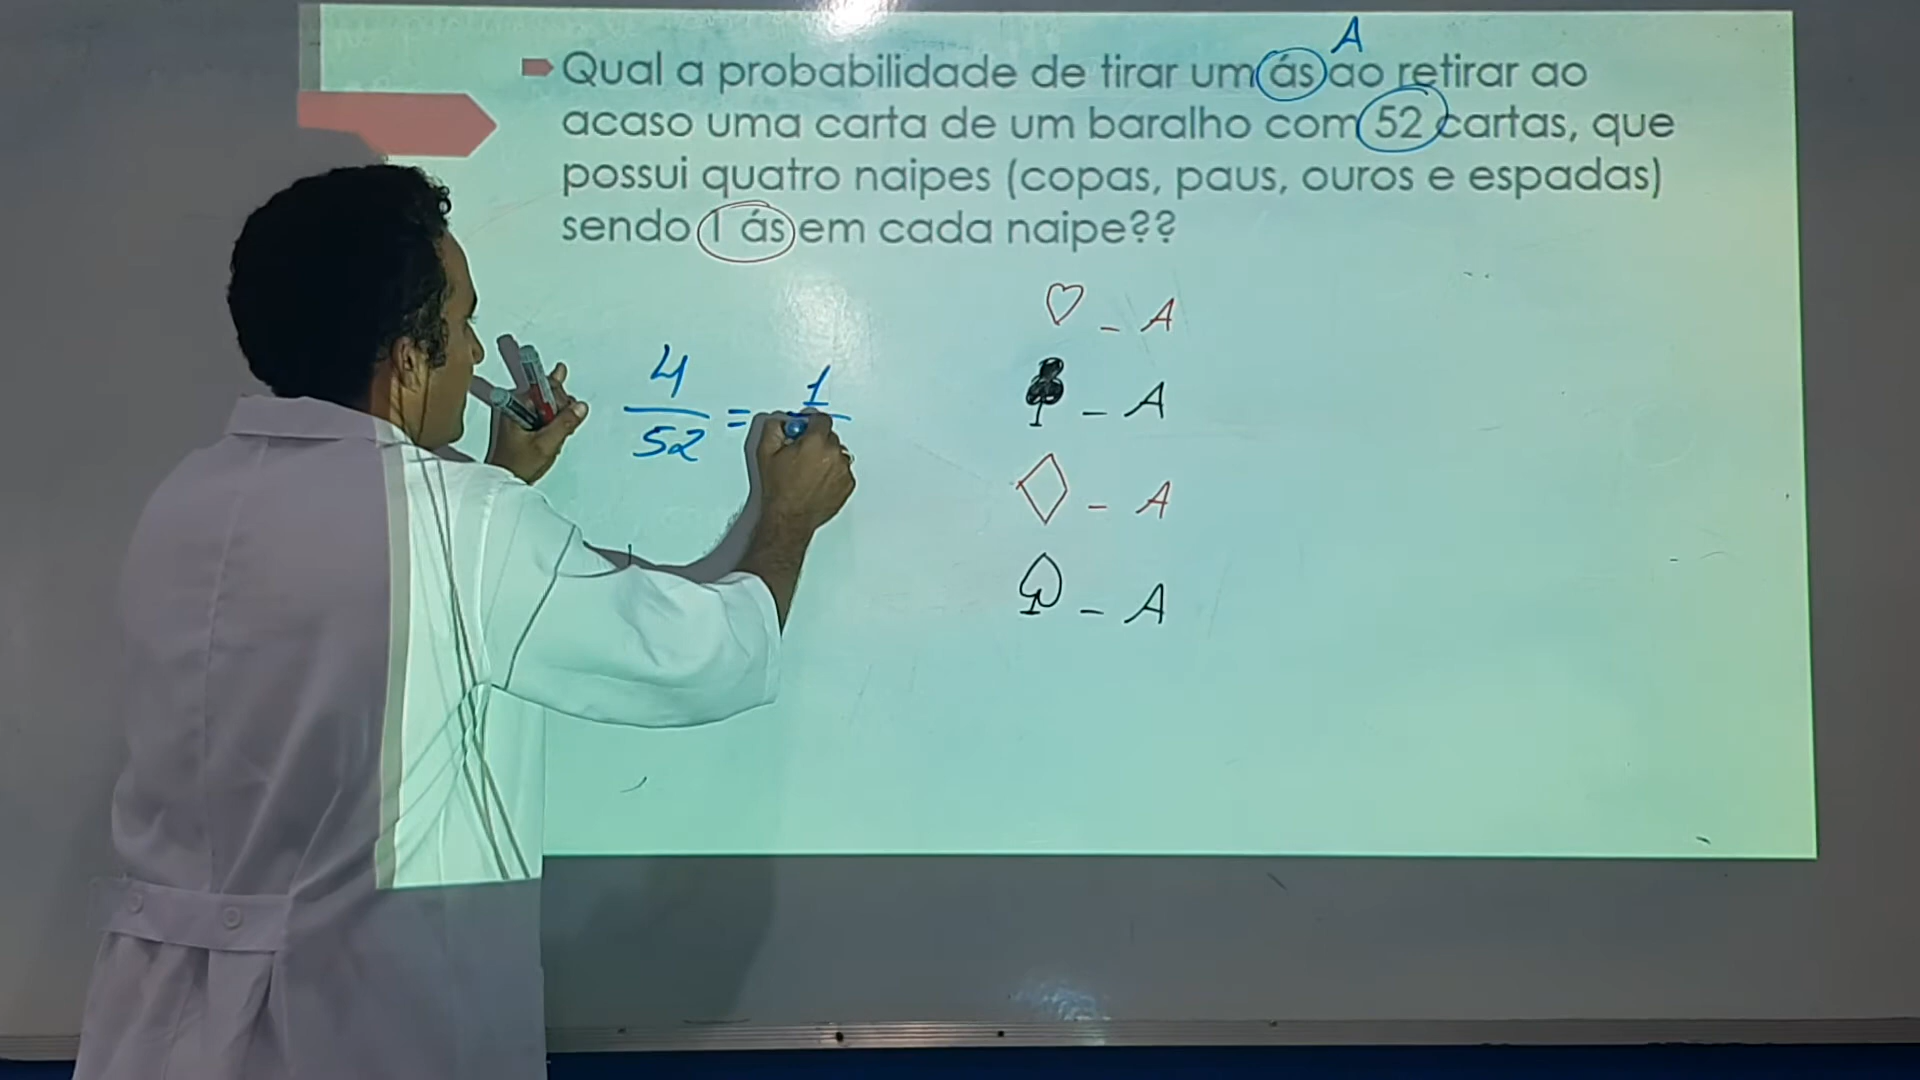 A
Qual a probabilidade de tirar um ás ao retirar ao
acaso uma carta de um baralho com 52 cartas, que
possui quatro naipes (copas, paus, ouros e espadas)
sendo 1 ás em cada naipe??
♡ - A
♣ - A
◇ - A
♤ - A
4/52 = 1/